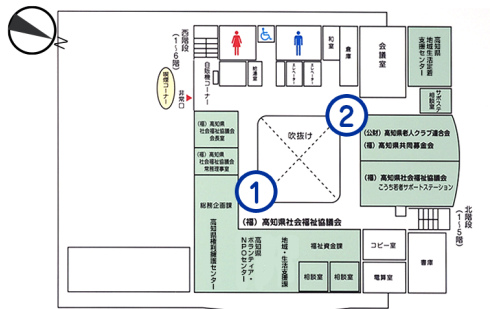 N
西階段
(1～6階)
自販機コーナー
喫煙コーナー
非常口
和室
倉庫
会議室
高知県
地域生活定着
支援センター
サポステ
相談室
吹抜け
2
(公財)高知県老人クラブ連合会
(福)高知県共同募金会
(福)高知県社会福祉協議会
こうち若者サポートステーション
(福)高知県
社会福祉協議会
会長室
(福)高知県
社会福祉協議会
常務理事室
1
総務企画課
(福)高知県社会福祉協議会
高知県権利擁護センター
高知県
ボランティア・
NPOセンター
地域・生活支援課
福祉資金課
相談室
相談室
コピー室
電算室
書庫
北階段
(1～5階)